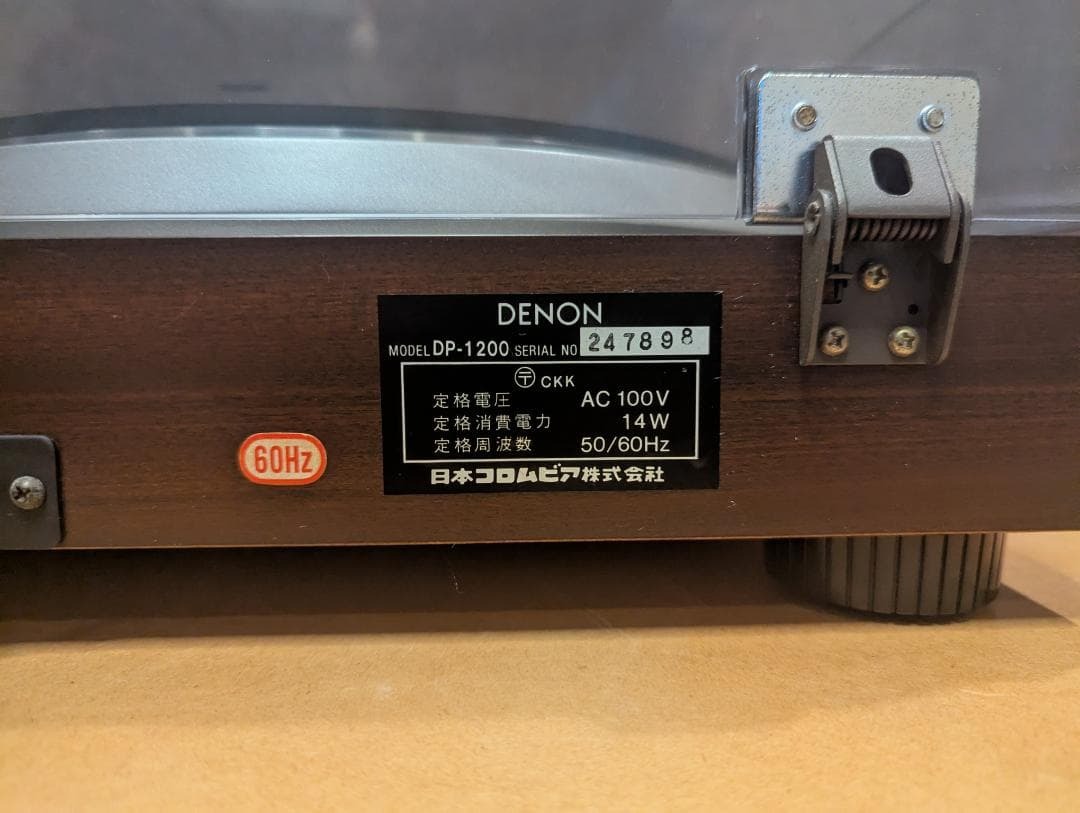 DENON
MODEL DP-1200 SERIAL NO 247898
〒 CKK
定格電圧 AC 100V
定格消費電力 14W
定格周波数 50/60Hz
日本コロムビア株式会社
60Hz